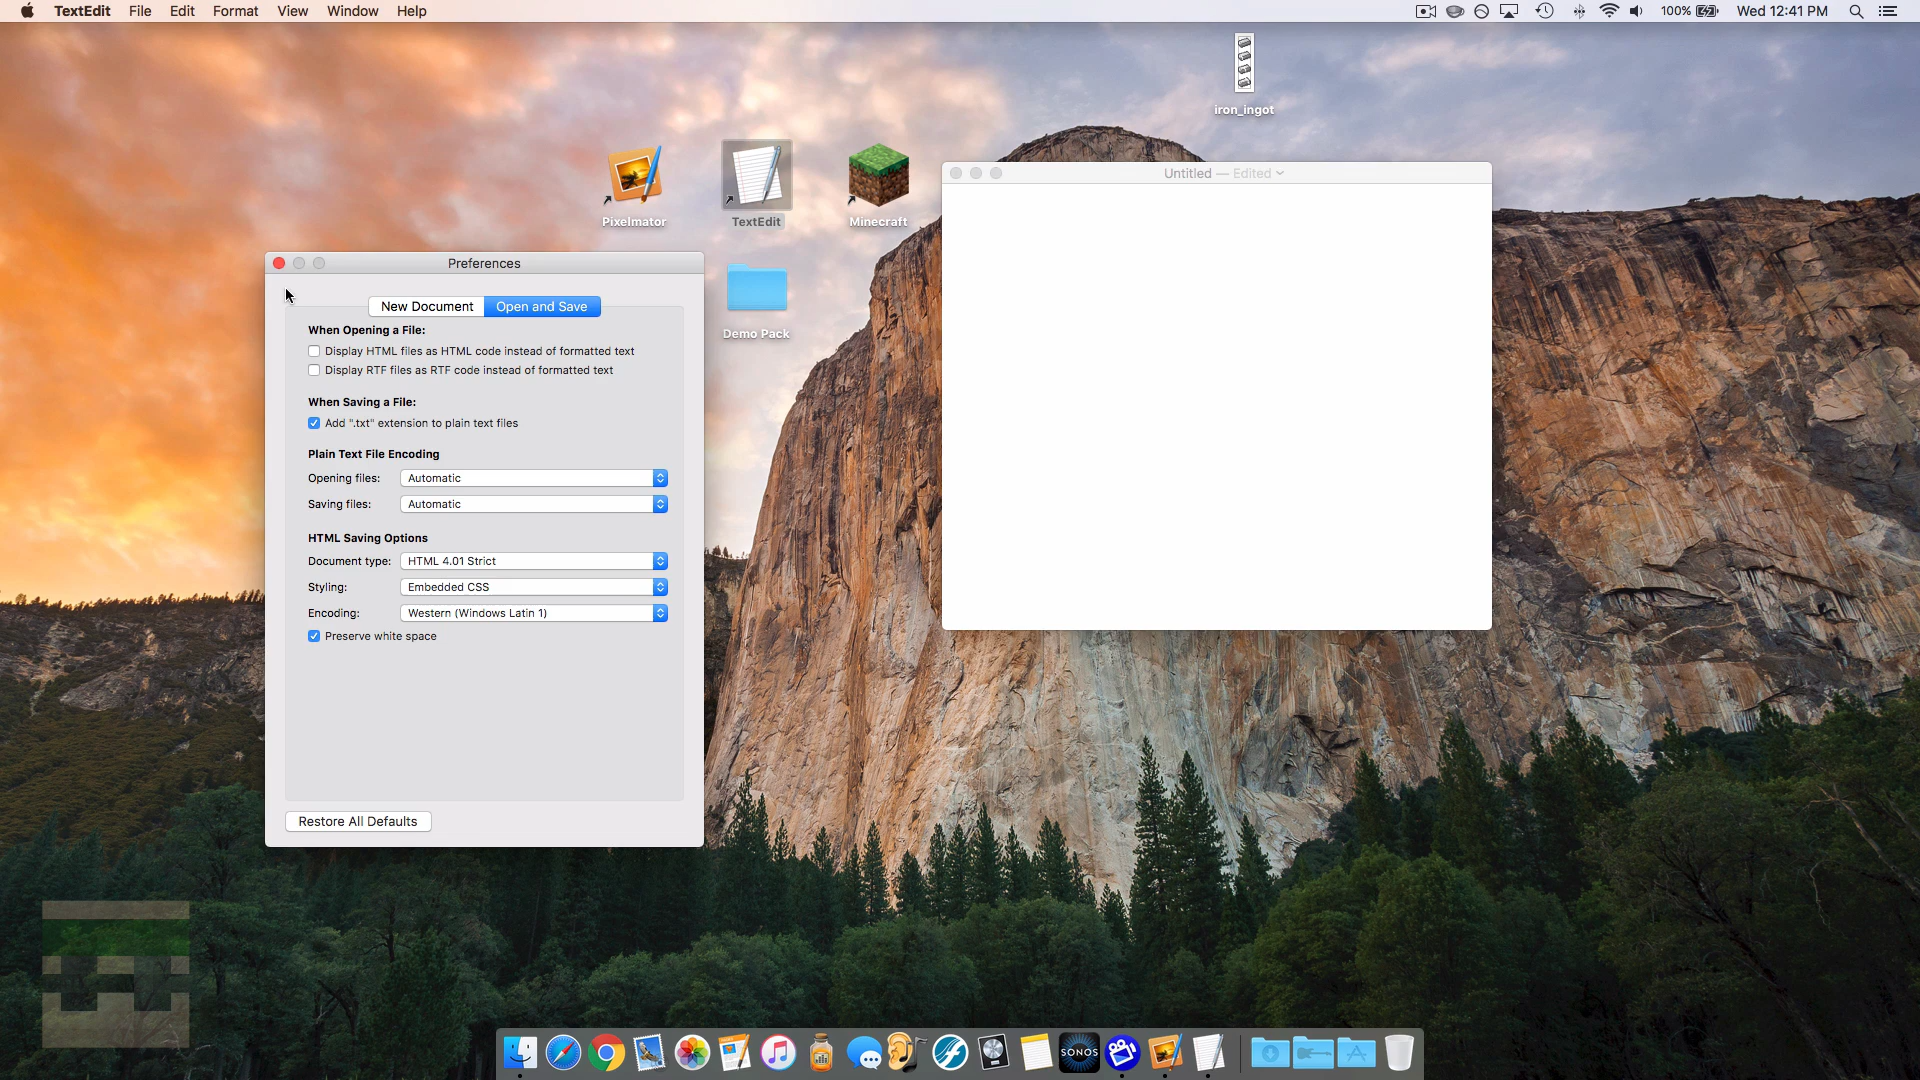 TextEdit File Edit Format View Window Help
100% Wed 12:41 PM
iron_ingot
Pixelmator
TextEdit
Minecraft
Untitled — Edited
Preferences
Demo Pack
New Document Open and Save
When Opening a File:
Display HTML files as HTML code instead of formatted text
Display RTF files as RTF code instead of formatted text
When Saving a File:
Add ".txt" extension to plain text files
Plain Text File Encoding
Opening files: Automatic
Saving files: Automatic
HTML Saving Options
Document type: HTML 4.01 Strict
Styling: Embedded CSS
Encoding: Western (Windows Latin 1)
Preserve white space
Restore All Defaults
SONOS